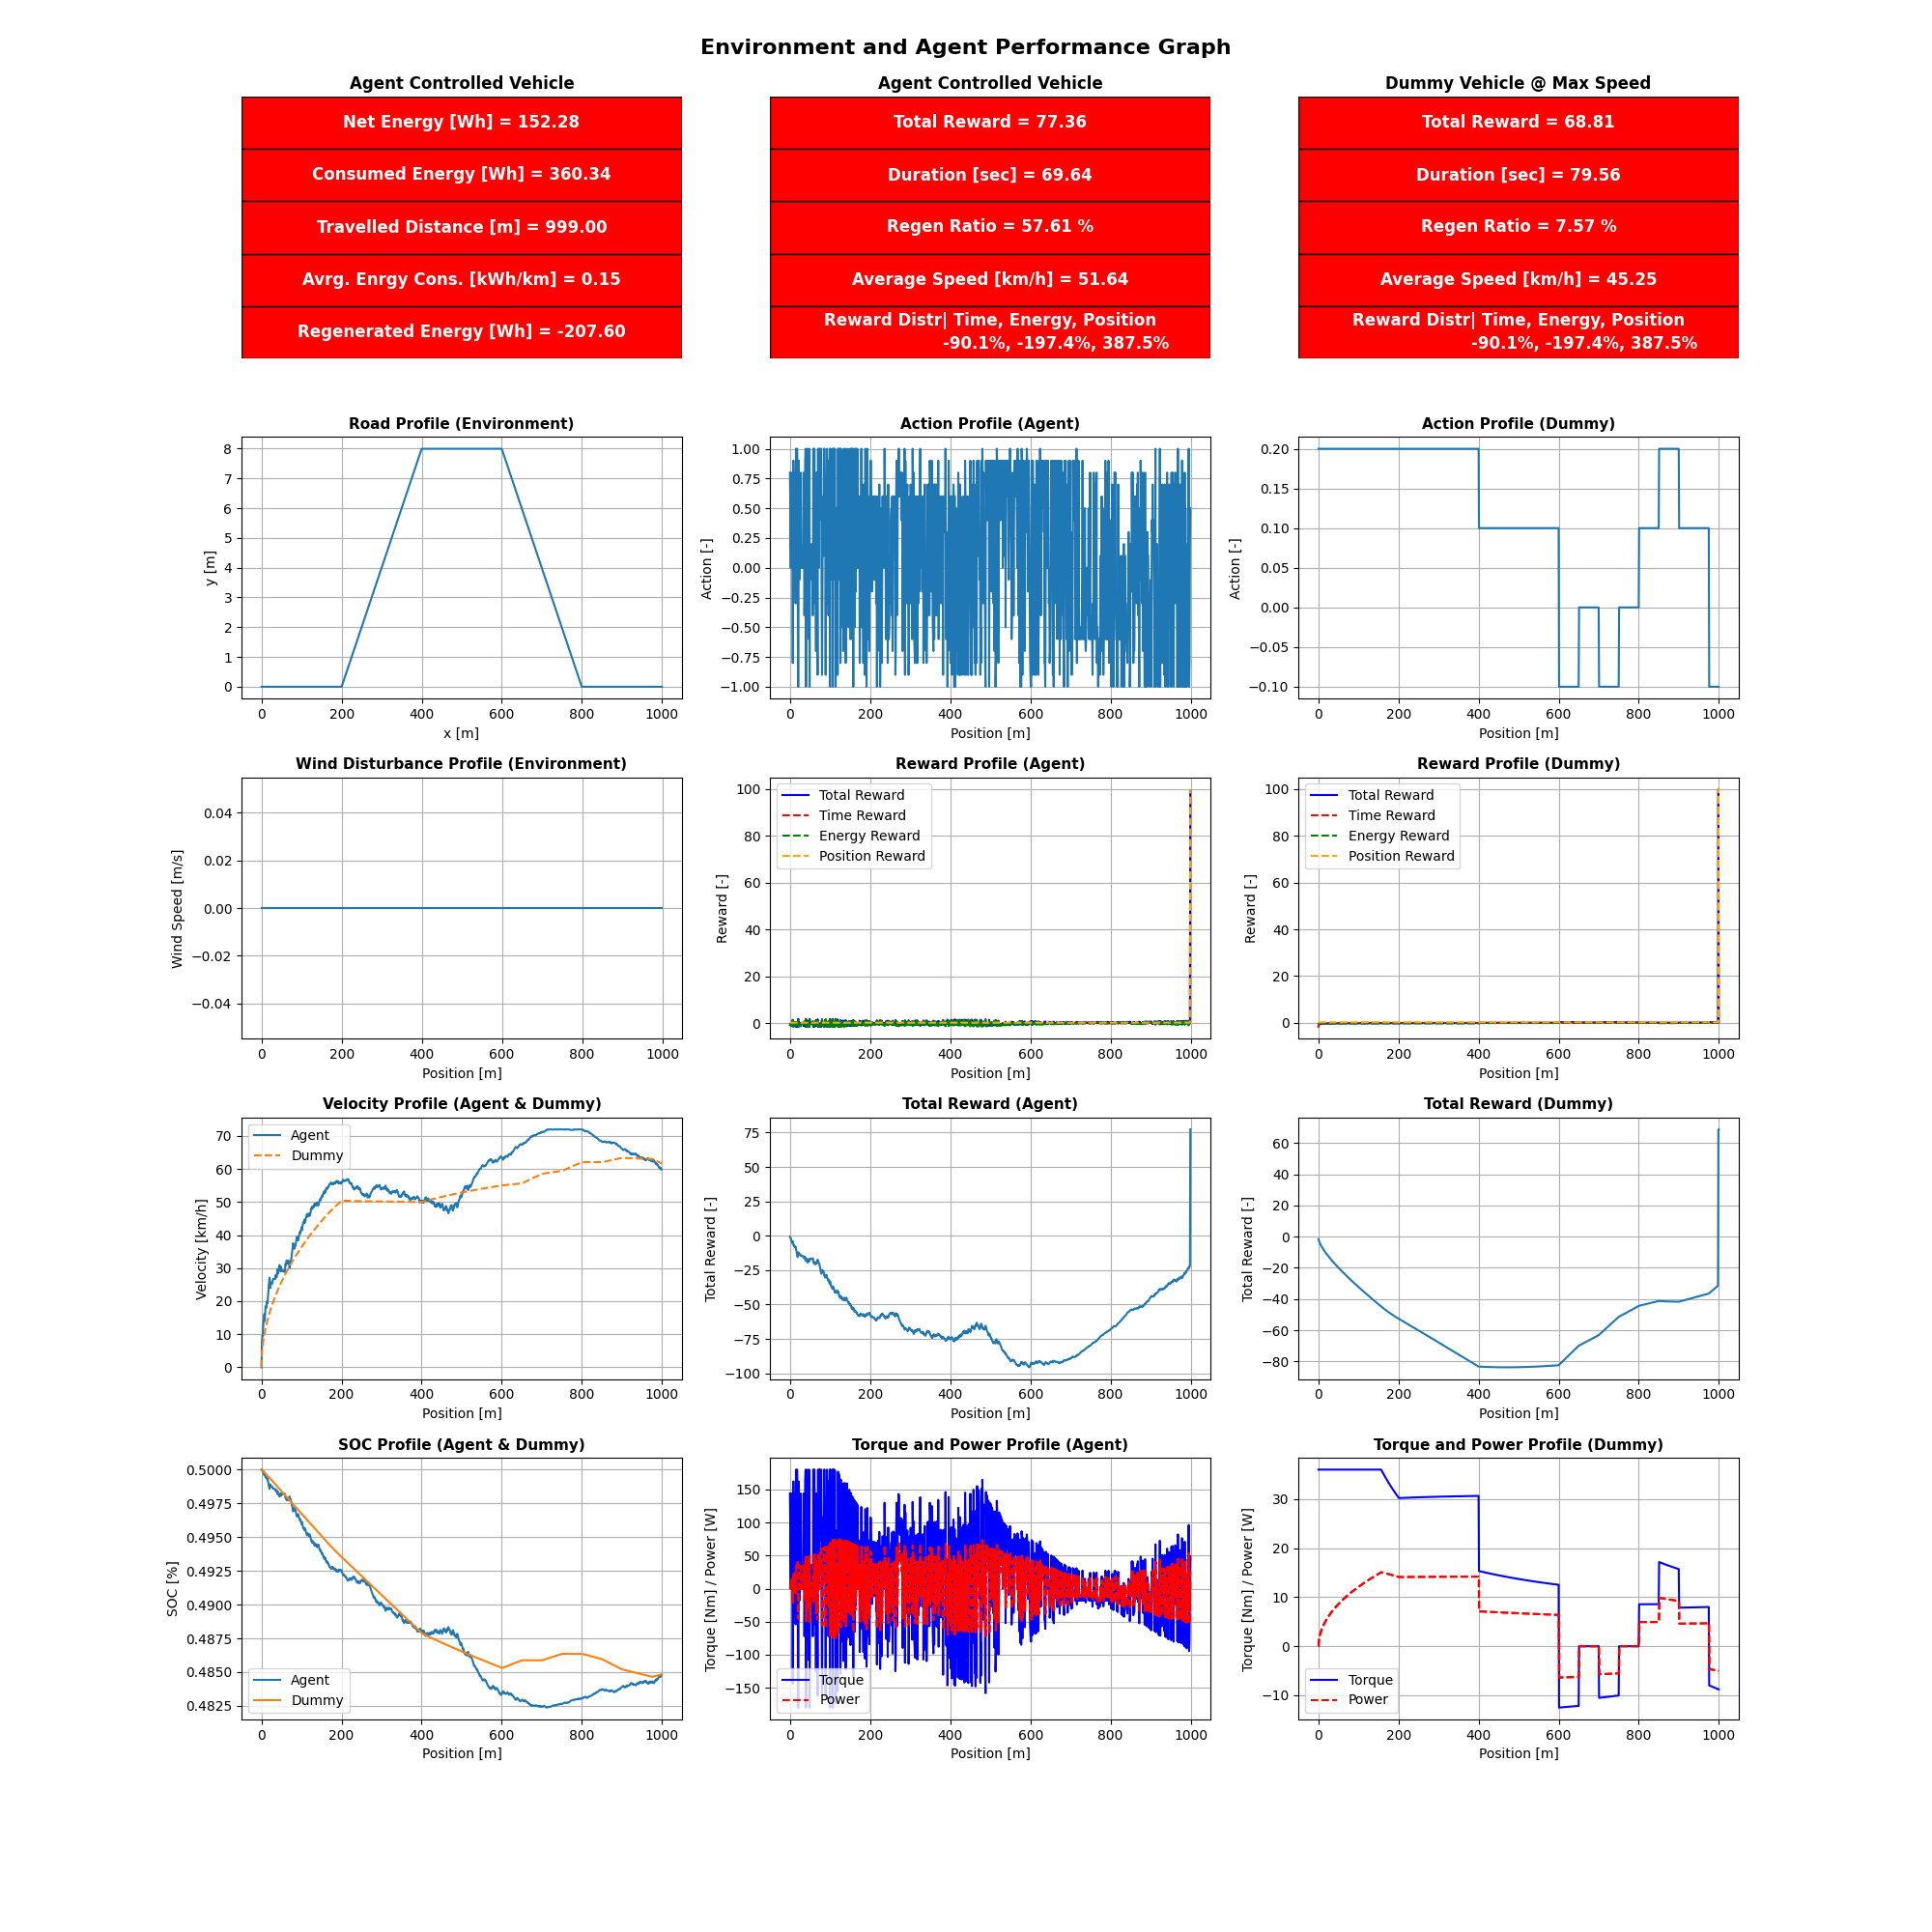 Environment and Agent Performance Graph
Agent Controlled Vehicle
Net Energy [Wh] = 152.28
Consumed Energy [Wh] = 360.34
Travelled Distance [m] = 999.00
Avrg. Enrgy Cons. [kWh/km] = 0.15
Regenerated Energy [Wh] = -207.60
Agent Controlled Vehicle
Total Reward = 77.36
Duration [sec] = 69.64
Regen Ratio = 57.61 %
Average Speed [km/h] = 51.64
Reward Distr| Time, Energy, Position
-90.1%, -197.4%, 387.5%
Dummy Vehicle @ Max Speed
Total Reward = 68.81
Duration [sec] = 79.56
Regen Ratio = 7.57 %
Average Speed [km/h] = 45.25
Reward Distr| Time, Energy, Position
-90.1%, -197.4%, 387.5%
Road Profile (Environment)
y [m]
8
7
6
5
4
3
2
1
0
0 200 400 600 800 1000
x [m]
Action Profile (Agent)
Action [-]
1.00
0.75
0.50
0.25
0.00
−0.25
−0.50
−0.75
−1.00
0 200 400 600 800 1000
Position [m]
Action Profile (Dummy)
Action [-]
0.20
0.15
0.10
0.05
0.00
−0.05
−0.10
0 200 400 600 800 1000
Position [m]
Wind Disturbance Profile (Environment)
Wind Speed [m/s]
0.04
0.02
0.00
−0.02
−0.04
0 200 400 600 800 1000
Position [m]
Reward Profile (Agent)
Reward [-]
100
80
60
40
20
0
Total Reward
Time Reward
Energy Reward
Position Reward
0 200 400 600 800 1000
Position [m]
Reward Profile (Dummy)
Reward [-]
100
80
60
40
20
0
Total Reward
Time Reward
Energy Reward
Position Reward
0 200 400 600 800 1000
Position [m]
Velocity Profile (Agent & Dummy)
Velocity [km/h]
70
60
50
40
30
20
10
0
Agent
Dummy
0 200 400 600 800 1000
Position [m]
Total Reward (Agent)
Total Reward [-]
75
50
25
0
−25
−50
−75
−100
0 200 400 600 800 1000
Position [m]
Total Reward (Dummy)
Total Reward [-]
60
40
20
0
−20
−40
−60
−80
0 200 400 600 800 1000
Position [m]
SOC Profile (Agent & Dummy)
SOC [%]
0.5000
0.4975
0.4950
0.4925
0.4900
0.4875
0.4850
0.4825
Agent
Dummy
0 200 400 600 800 1000
Position [m]
Torque and Power Profile (Agent)
Torque [Nm] / Power [W]
150
100
50
0
−50
−100
−150
Torque
Power
0 200 400 600 800 1000
Position [m]
Torque and Power Profile (Dummy)
Torque [Nm] / Power [W]
30
20
10
0
−10
Torque
Power
0 200 400 600 800 1000
Position [m]